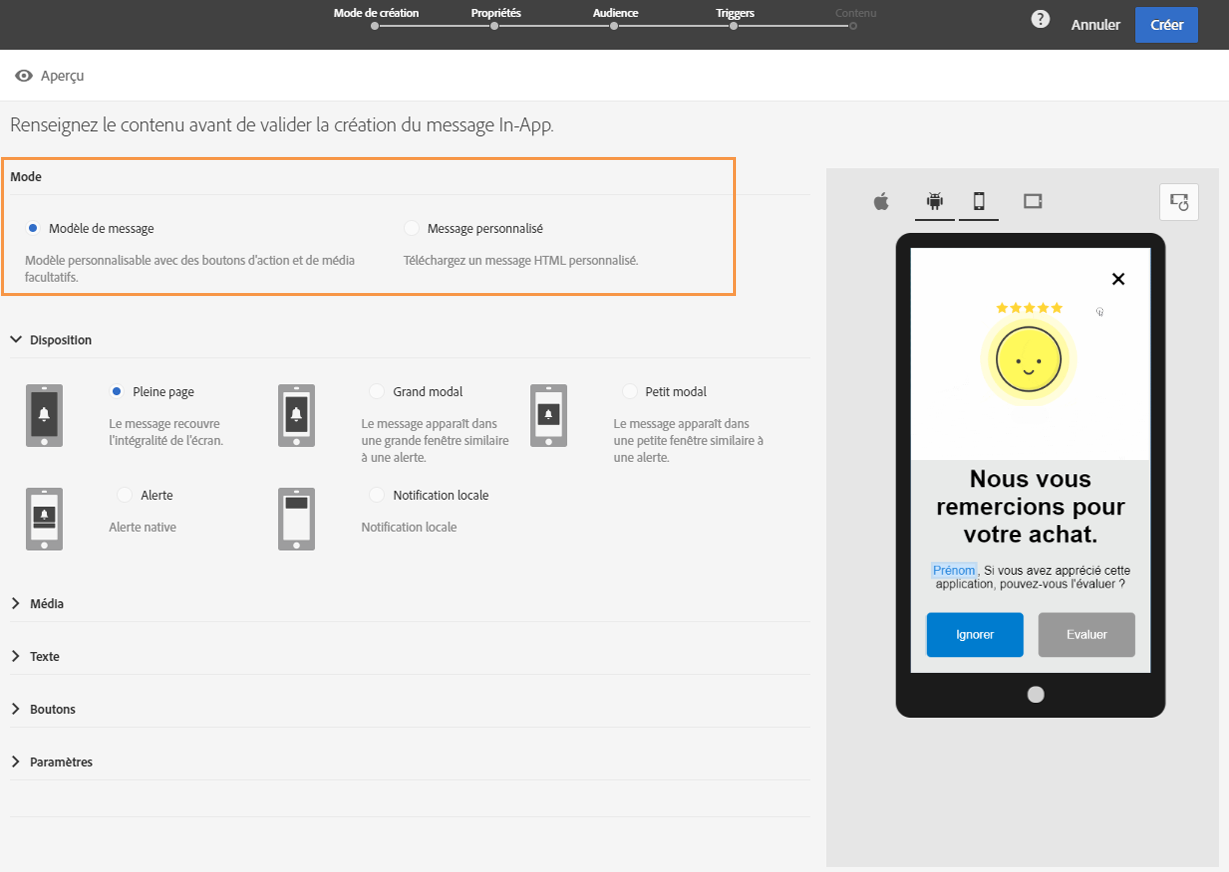 Mode de création
Propriétés
Audience
Triggers
Contenu
?
Annuler
Créer
Aperçu
Renseignez le contenu avant de valider la création du message In-App.
Mode
Modèle de message
Modèle personnalisable avec des boutons d'action et de média
facultatifs.
Message personnalisé
Téléchargez un message HTML personnalisé.
Disposition
Pleine page
Le message recouvre
l'intégralité de l'écran.
Grand modal
Le message apparaît dans
une grande fenêtre similaire
à une alerte.
Petit modal
Le message apparaît dans
une petite fenêtre similaire à
une alerte.
Alerte
Alerte native
Notification locale
Notification locale
Média
Texte
Boutons
Paramètres
Nous vous
remercions pour
votre achat.
Prénom, Si vous avez apprécié cette
application, pouvez-vous l'évaluer ?
Ignorer
Evaluer